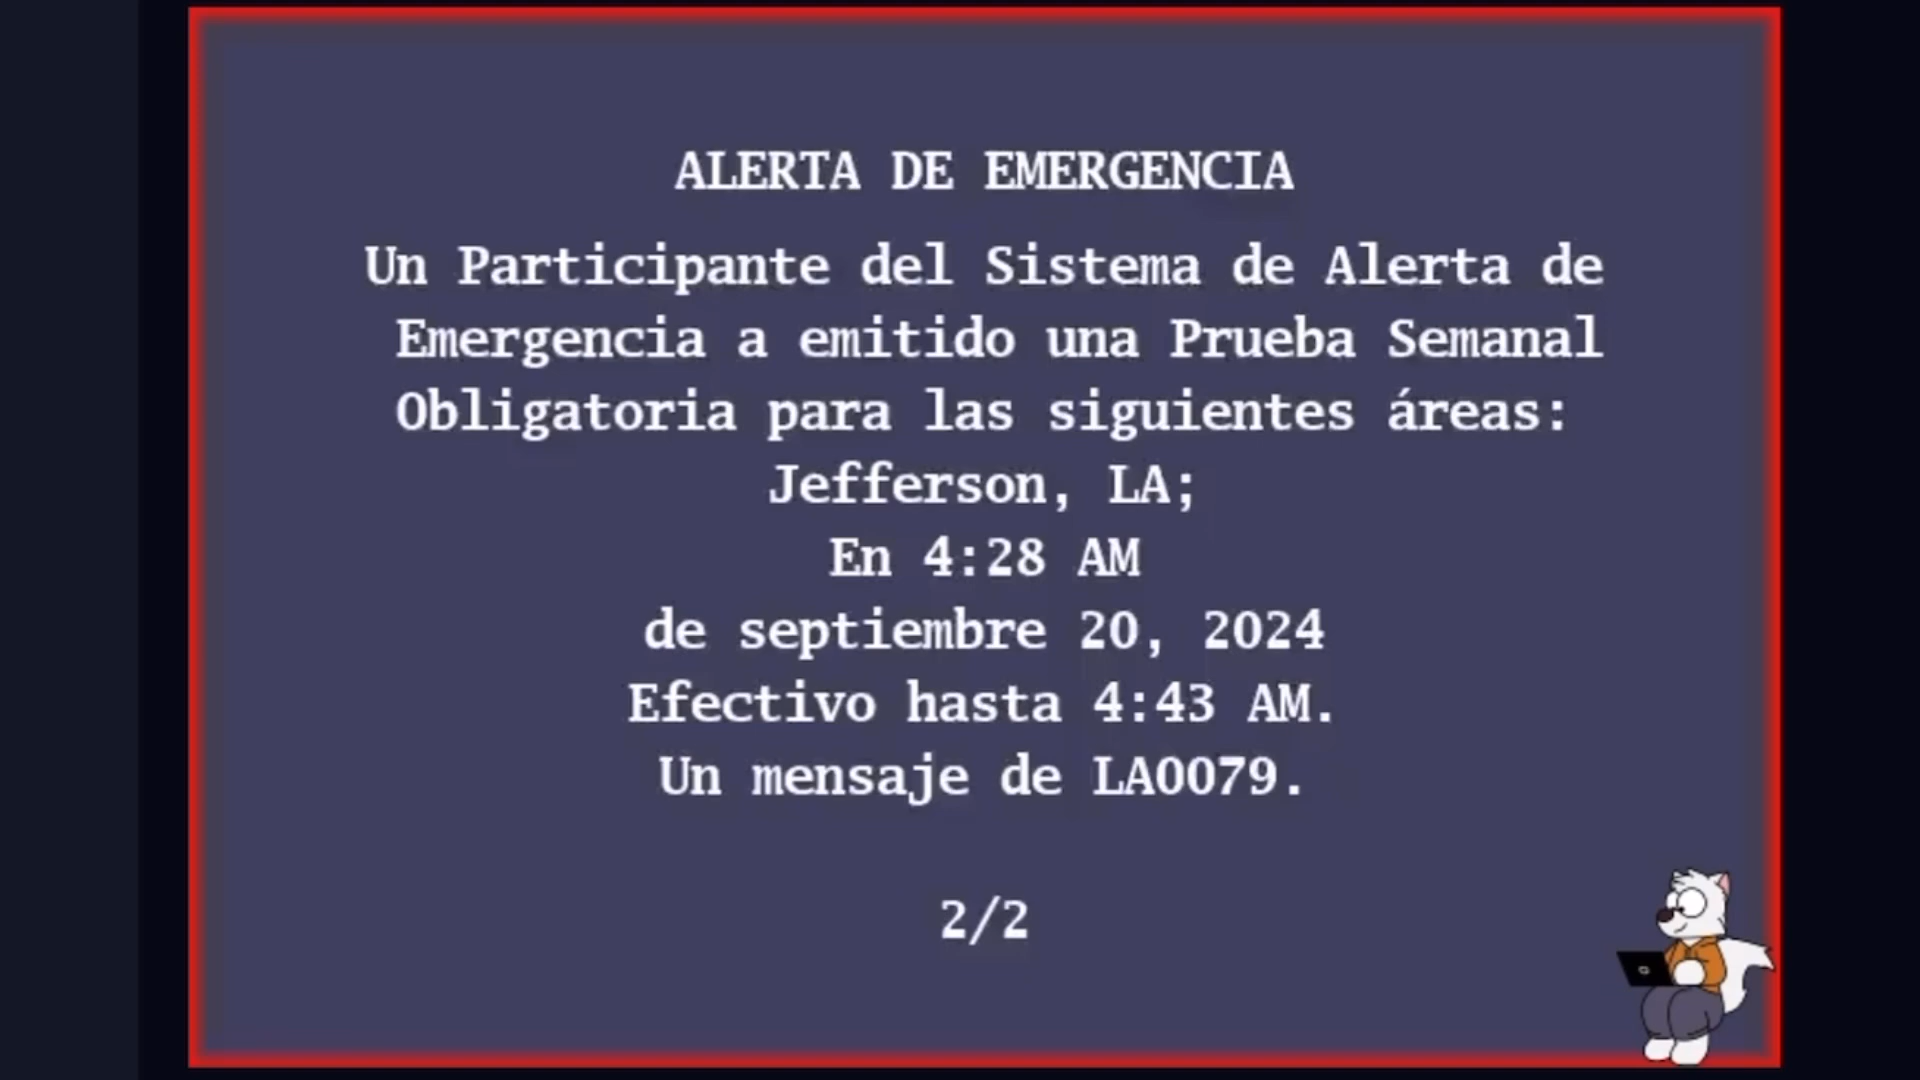 ALERTA DE EMERGENCIA
Un Participante del Sistema de Alerta de
Emergencia a emitido una Prueba Semanal
Obligatoria para las siguientes áreas:
Jefferson, LA;
En 4:28 AM
de septiembre 20, 2024
Efectivo hasta 4:43 AM.
Un mensaje de LA0079.
2/2